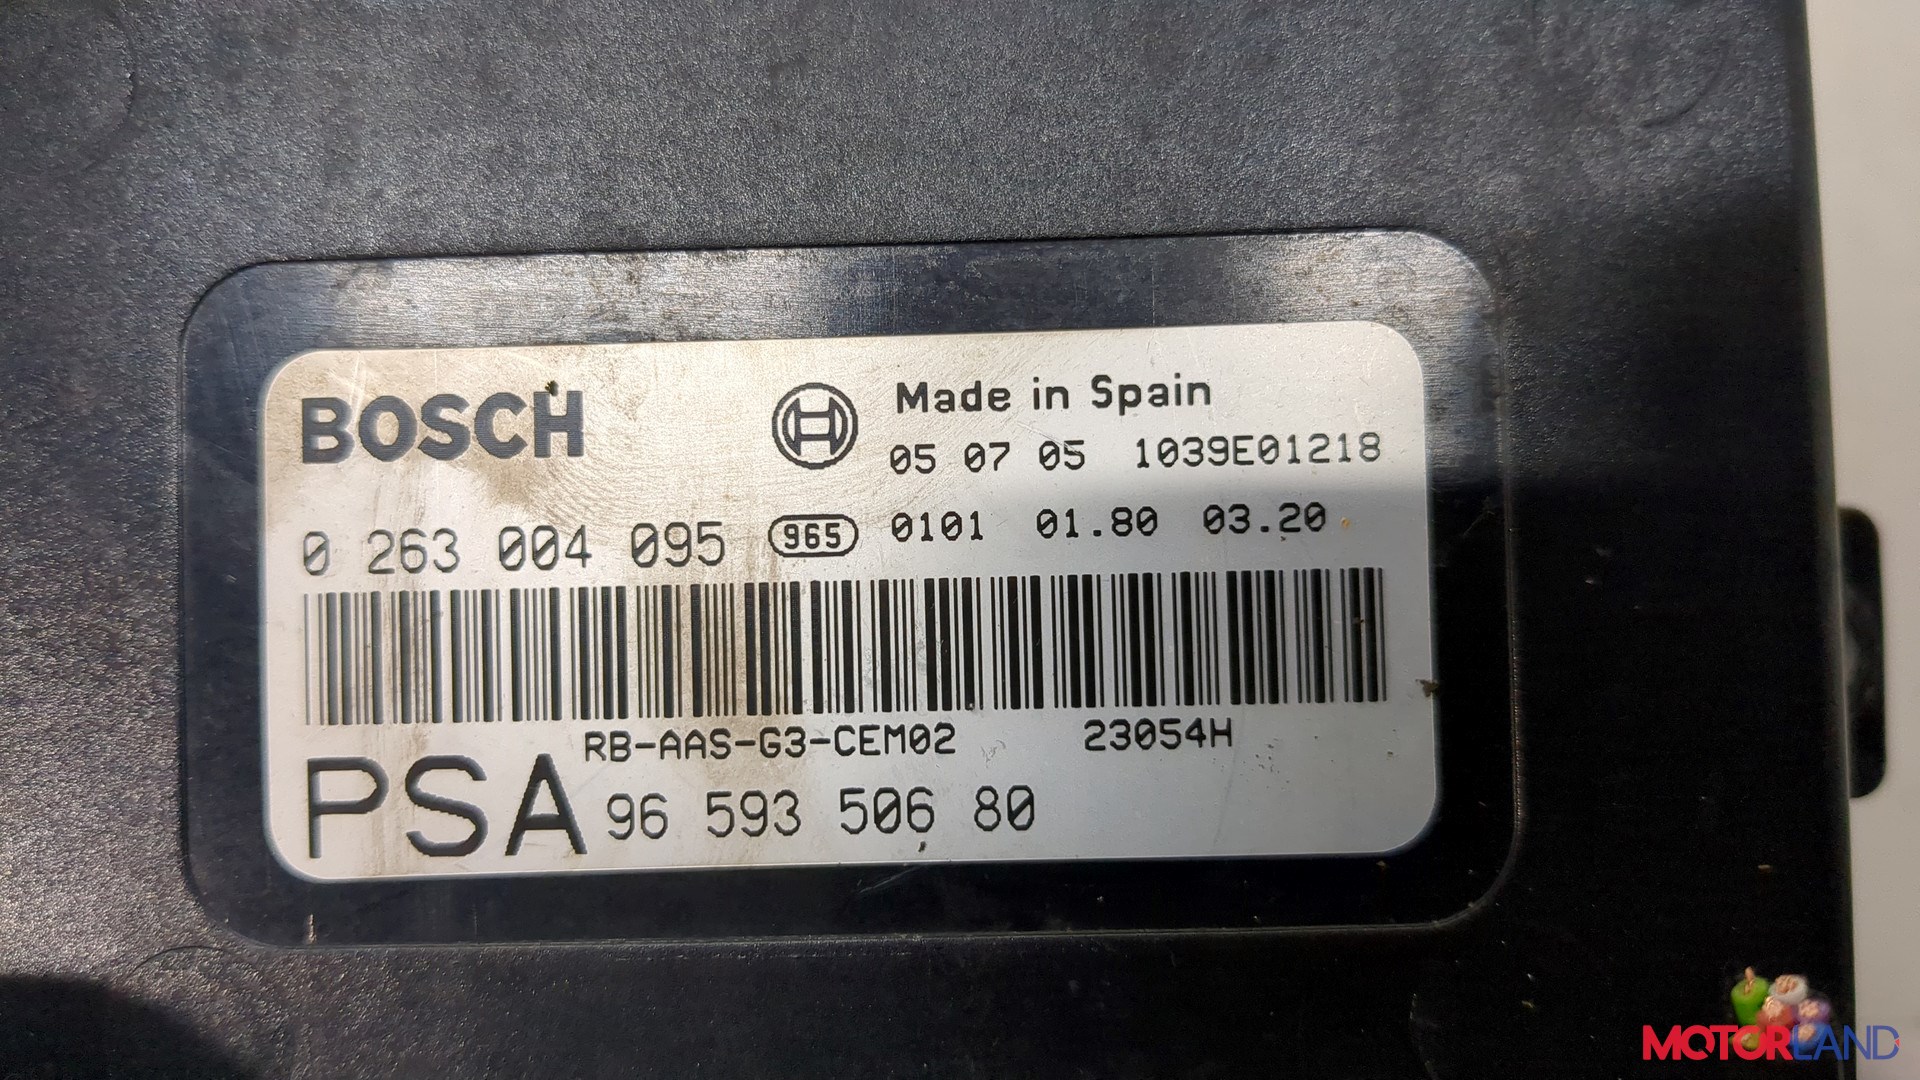 BOSCH
Made in Spain
05 07 05 1039E01218
0 263 004 095 965 0101 01.80 03.20
RB-AAS-G3-CEM02 23054H
PSA 96 593 506 80
MOTORLAND